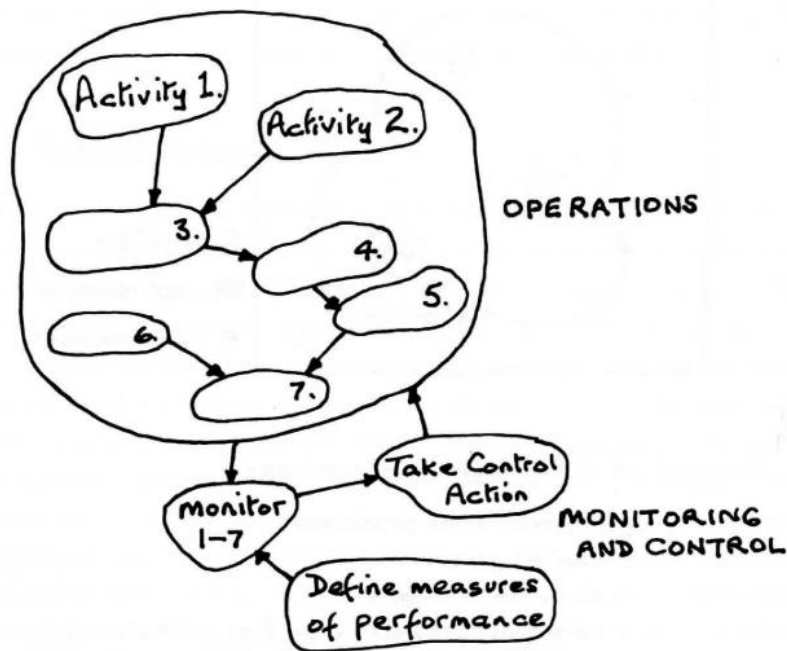 Activity 1.
Activity 2.
3.
4.
5.
6.
7.
OPERATIONS
Take Control
Action
monitor
1-7
MONITORING
AND CONTROL
Define measures
of performance